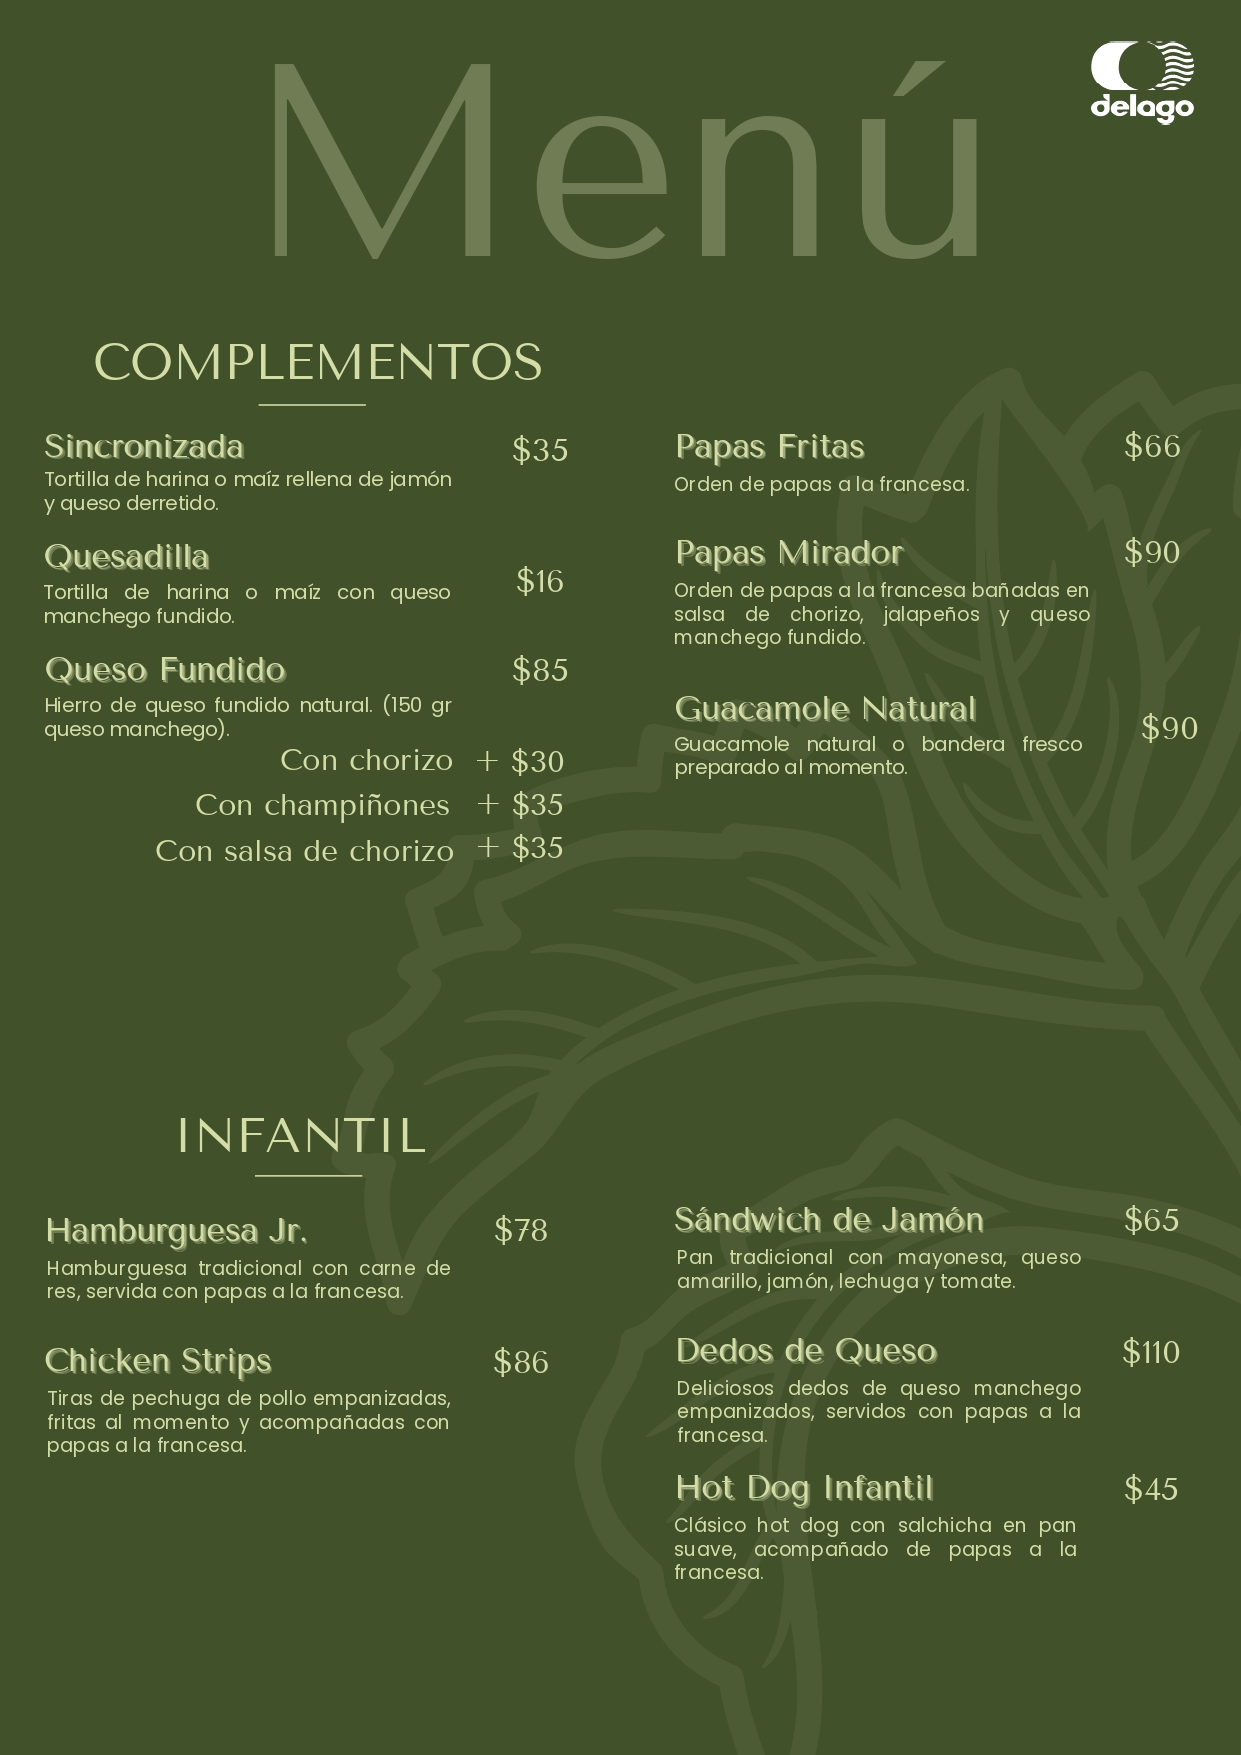 Menú
delago
COMPLEMENTOS
Sincronizada
$35
Tortilla de harina o maíz rellena de jamón
y queso derretido.
Quesadilla
$16
Tortilla de harina o maíz con queso
manchego fundido.
Queso Fundido
$85
Hierro de queso fundido natural. (150 gr
queso manchego).
Con chorizo + $30
Con champiñones + $35
Con salsa de chorizo + $35
Papas Fritas
$66
Orden de papas a la francesa.
Papas Mirador
$90
Orden de papas a la francesa bañadas en
salsa de chorizo, jalapeños y queso
manchego fundido.
Guacamole Natural
$90
Guacamole natural o bandera fresco
preparado al momento.
INFANTIL
Hamburguesa Jr.
$78
Hamburguesa tradicional con carne de
res, servida con papas a la francesa.
Chicken Strips
$86
Tiras de pechuga de pollo empanizadas,
fritas al momento y acompañadas con
papas a la francesa.
Sándwich de Jamón
$65
Pan tradicional con mayonesa, queso
amarillo, jamón, lechuga y tomate.
Dedos de Queso
$110
Deliciosos dedos de queso manchego
empanizados, servidos con papas a la
francesa.
Hot Dog Infantil
$45
Clásico hot dog con salchicha en pan
suave, acompañado de papas a la
francesa.